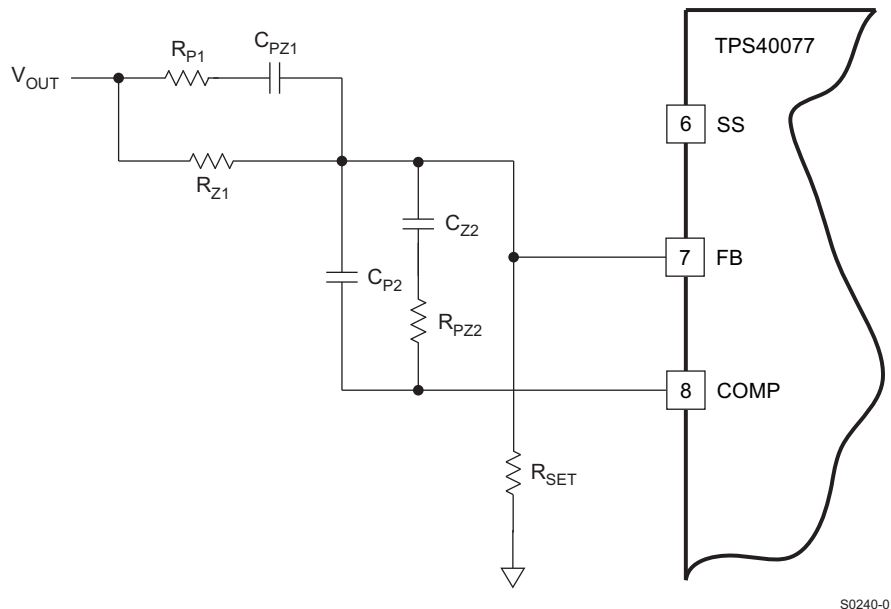 TPS40077
R_P1
C_PZ1
V_OUT
6 SS
R_Z1
C_Z2
7 FB
C_P2
R_PZ2
8 COMP
R_SET
S0240-0